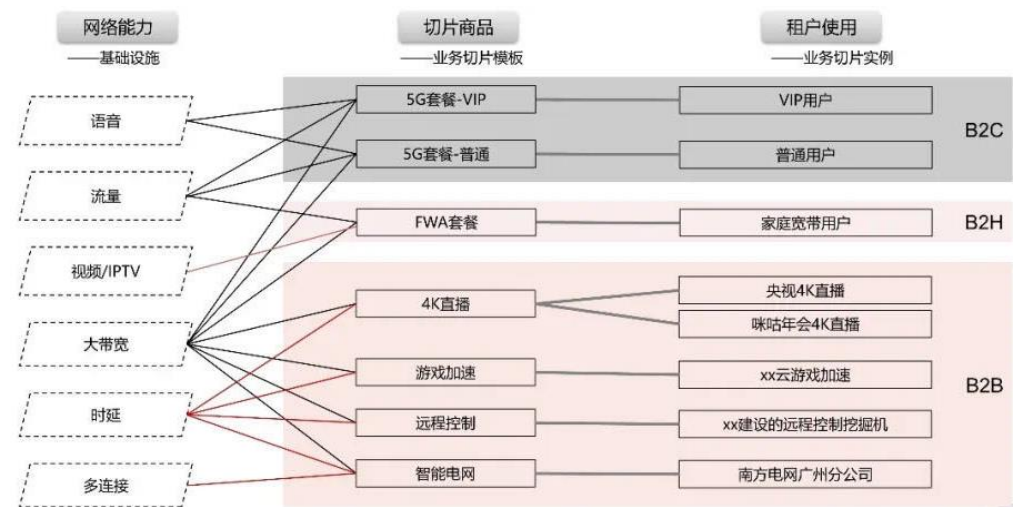 网络能力
——基础设施
切片商品
——业务切片模板
租户使用
——业务切片实例
语音
流量
视频/IPTV
大带宽
时延
多连接
5G套餐-VIP
VIP用户
5G套餐-普通
普通用户
B2C
FWA套餐
家庭宽带用户
B2H
4K直播
央视4K直播
咪咕年会4K直播
游戏加速
xx云游戏加速
B2B
远程控制
xx建设的远程控制挖掘机
智能电网
南方电网广州分公司